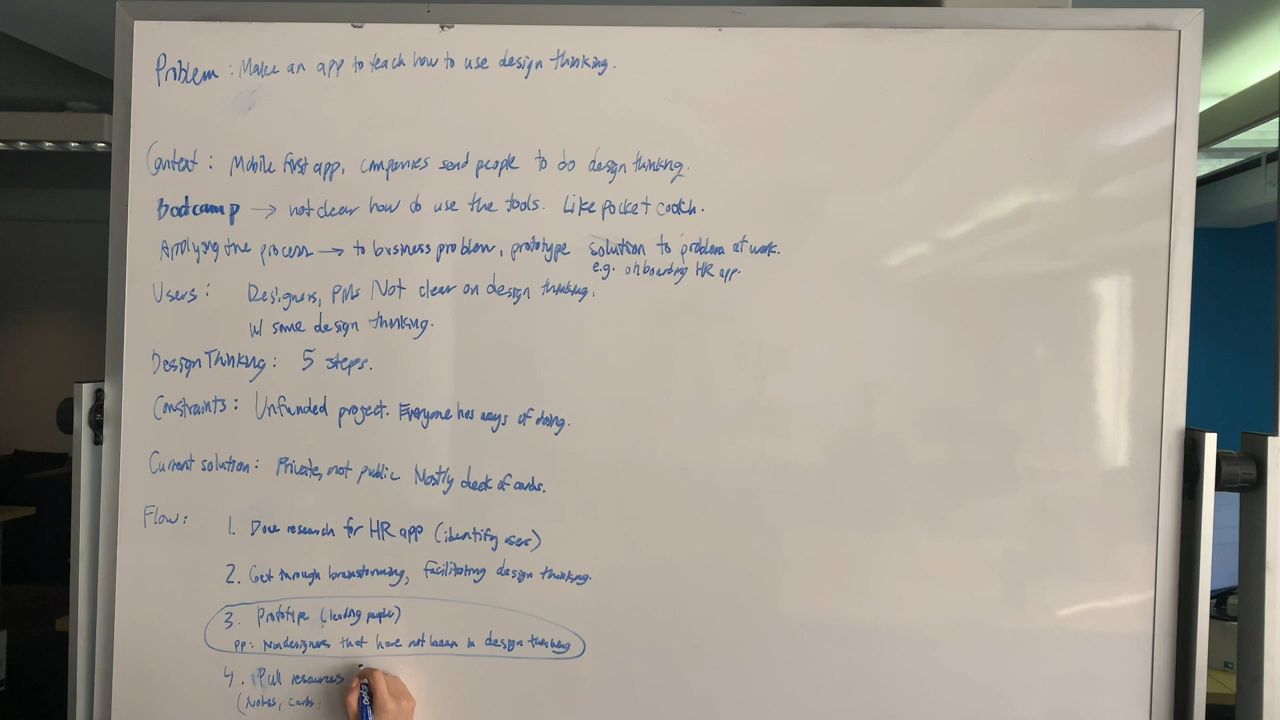 Problem : Make an app to teach how to use design thinking.
Context : Mobile First app, companies send people to do design thinking.
Bootcamp → not clear how do use the tools. Like pocket coach.
Applying the process → to business problem, prototype solution to problem at work.
e.g. onboarding HR app.
Users : Designers, PMs Not clear on design thinking.
w/ some design thinking.
Design Thinking : 5 steps.
Constraints : Unfunded project. Everyone has ways of doing.
Current solution : Private, not public Mostly deck of cards.
Flow :
1. Done research for HR app (identify user)
2. Get through brainstorming, facilitating design thinking.
3. Prototype (leading people)
pp: Nondesigners that have not been in design thinking
4. Pull resources
(Notes, cards.
EXPO